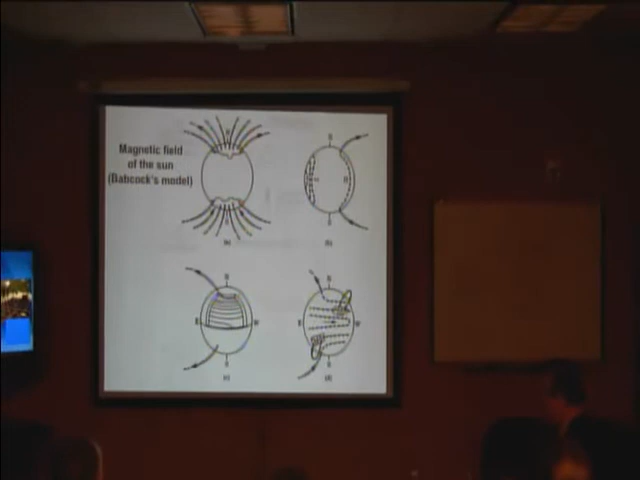 Magnetic field
of the sun
(Babcock's model)
N
S
(a)
N
S
(b)
N
E
W
S
(c)
N
E
W
S
(d)